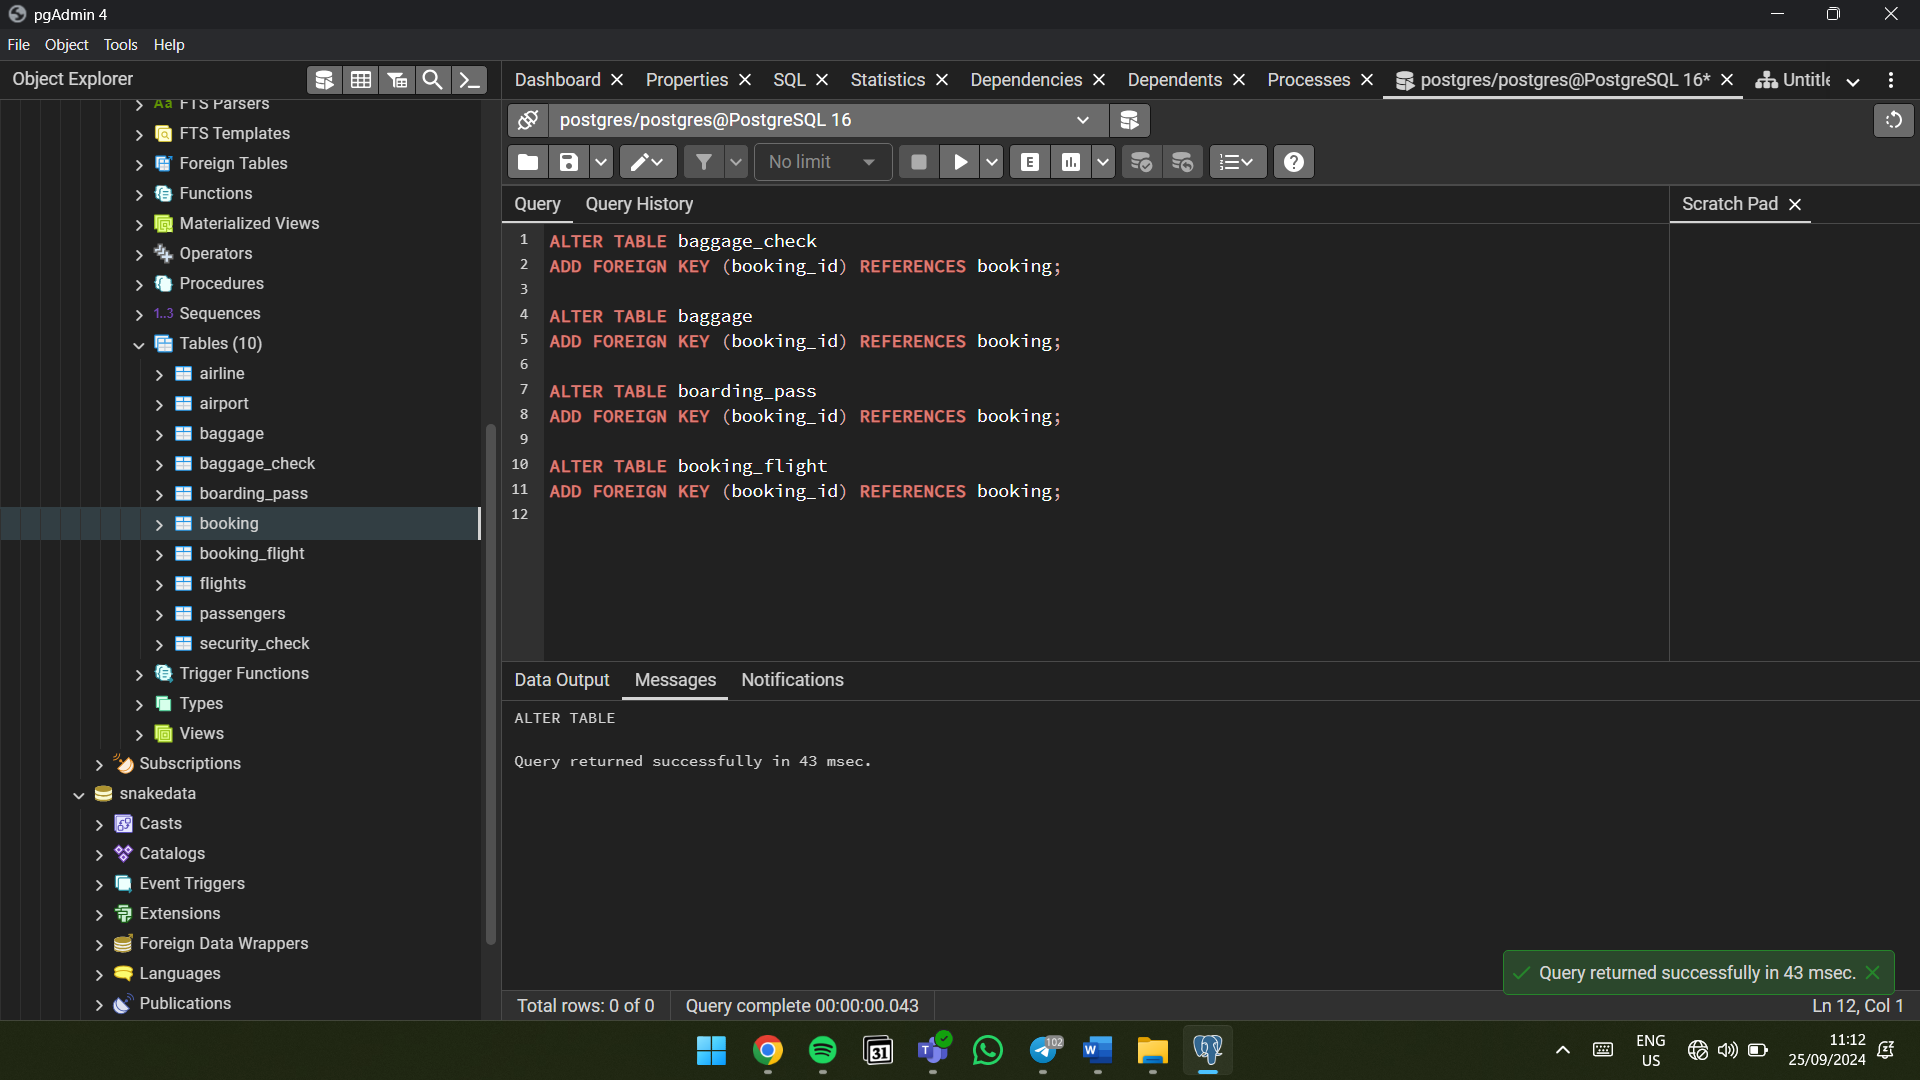 pgAdmin 4
File Object Tools Help
Object Explorer
Dashboard Properties SQL Statistics Dependencies Dependents Processes postgres/postgres@PostgreSQL 16* Untitle
Aa FTS Parsers
FTS Templates
Foreign Tables
Functions
Materialized Views
Operators
Procedures
1..3 Sequences
Tables (10)
airline
airport
baggage
baggage_check
boarding_pass
booking
booking_flight
flights
passengers
security_check
Trigger Functions
Types
Views
Subscriptions
snakedata
Casts
Catalogs
Event Triggers
Extensions
Foreign Data Wrappers
Languages
Publications
postgres/postgres@PostgreSQL 16
No limit
E
Query Query History
Scratch Pad
1 ALTER TABLE baggage_check
2 ADD FOREIGN KEY (booking_id) REFERENCES booking;
3
4 ALTER TABLE baggage
5 ADD FOREIGN KEY (booking_id) REFERENCES booking;
6
7 ALTER TABLE boarding_pass
8 ADD FOREIGN KEY (booking_id) REFERENCES booking;
9
10 ALTER TABLE booking_flight
11 ADD FOREIGN KEY (booking_id) REFERENCES booking;
12
Data Output Messages Notifications
ALTER TABLE
Query returned successfully in 43 msec.
Query returned successfully in 43 msec.
Total rows: 0 of 0 Query complete 00:00:00.043
Ln 12, Col 1
31
T
102
W
ENG
US
11:12
25/09/2024